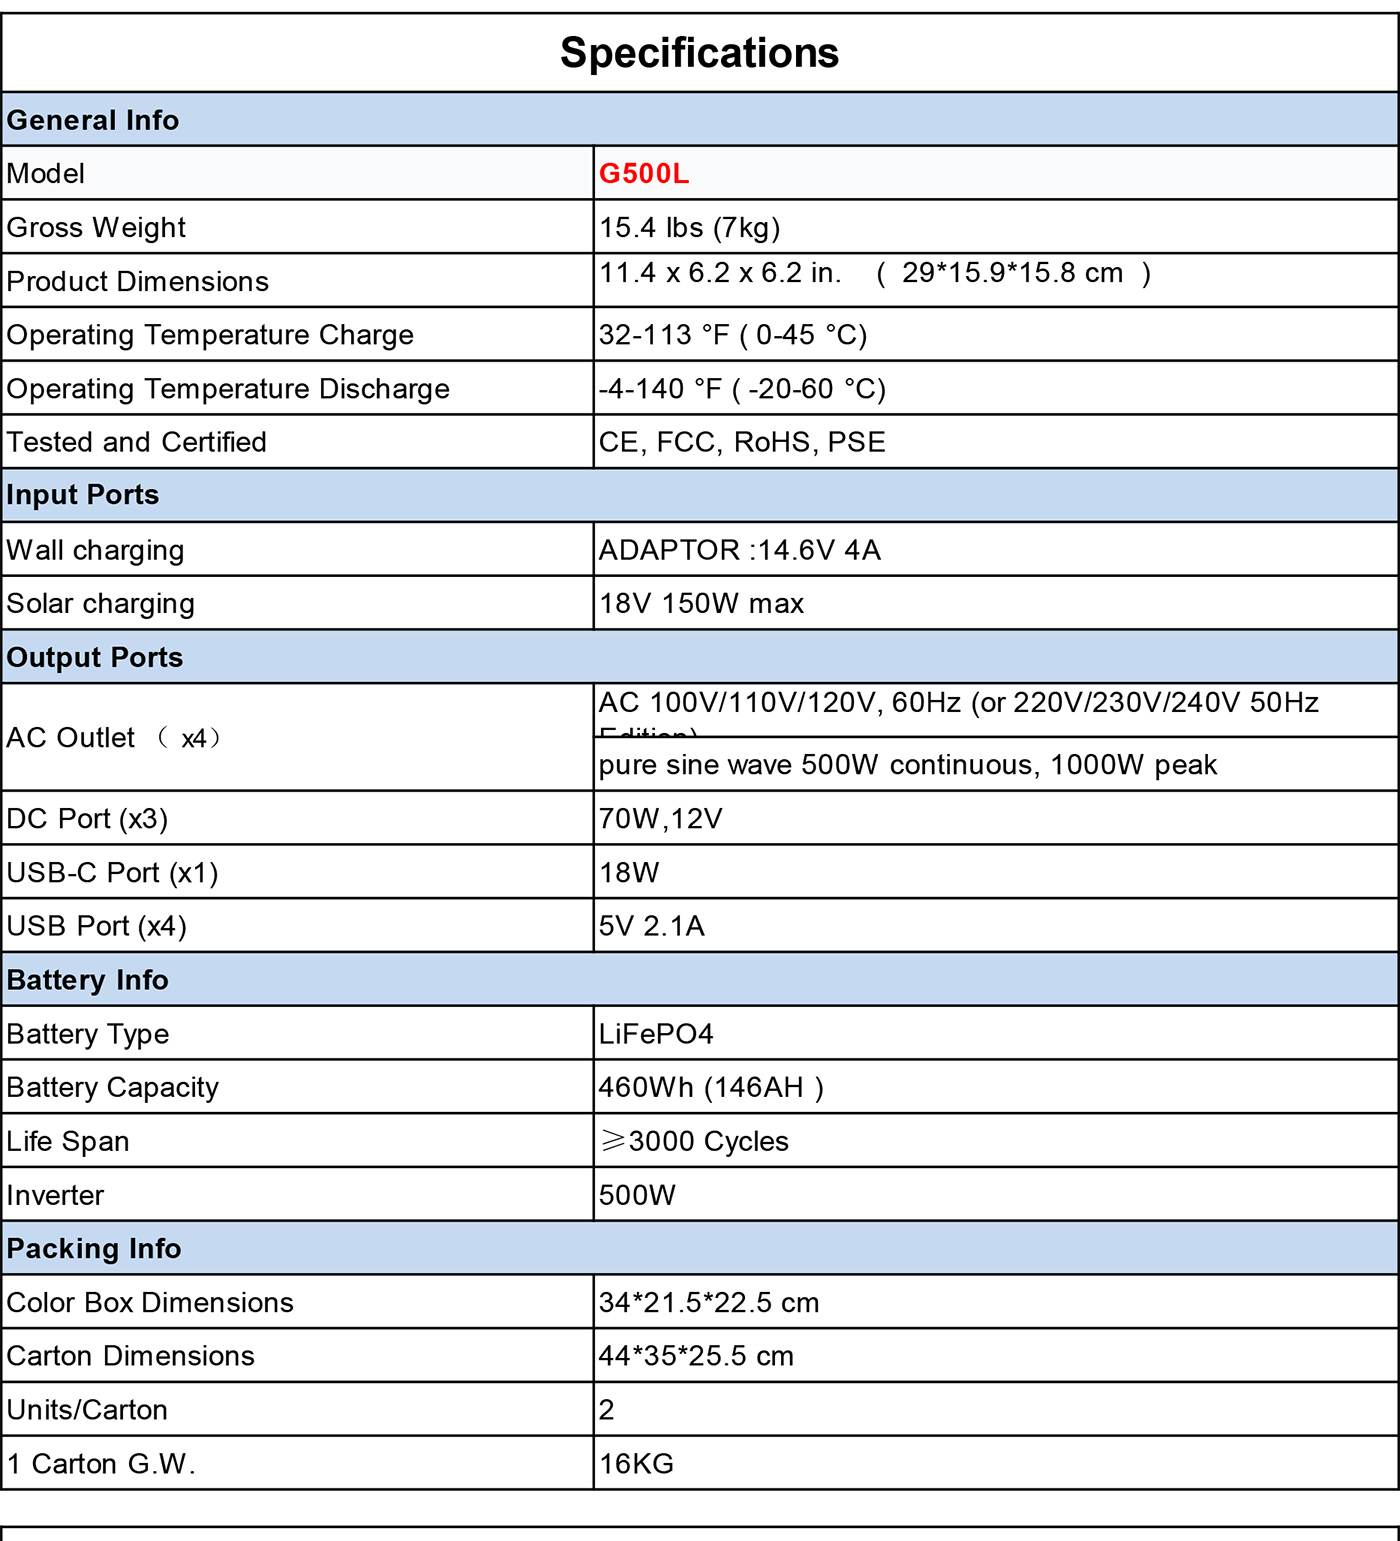 Specifications
General Info
Model G500L
Gross Weight 15.4 lbs (7kg)
Product Dimensions 11.4 x 6.2 x 6.2 in. ( 29*15.9*15.8 cm )
Operating Temperature Charge 32-113 °F ( 0-45 °C)
Operating Temperature Discharge -4-140 °F ( -20-60 °C)
Tested and Certified CE, FCC, RoHS, PSE
Input Ports
Wall charging ADAPTOR :14.6V 4A
Solar charging 18V 150W max
Output Ports
AC Outlet （ x4） AC 100V/110V/120V, 60Hz (or 220V/230V/240V 50Hz
Edition)
pure sine wave 500W continuous, 1000W peak
DC Port (x3) 70W,12V
USB-C Port (x1) 18W
USB Port (x4) 5V 2.1A
Battery Info
Battery Type LiFePO4
Battery Capacity 460Wh (146AH )
Life Span ⩾3000 Cycles
Inverter 500W
Packing Info
Color Box Dimensions 34*21.5*22.5 cm
Carton Dimensions 44*35*25.5 cm
Units/Carton 2
1 Carton G.W. 16KG